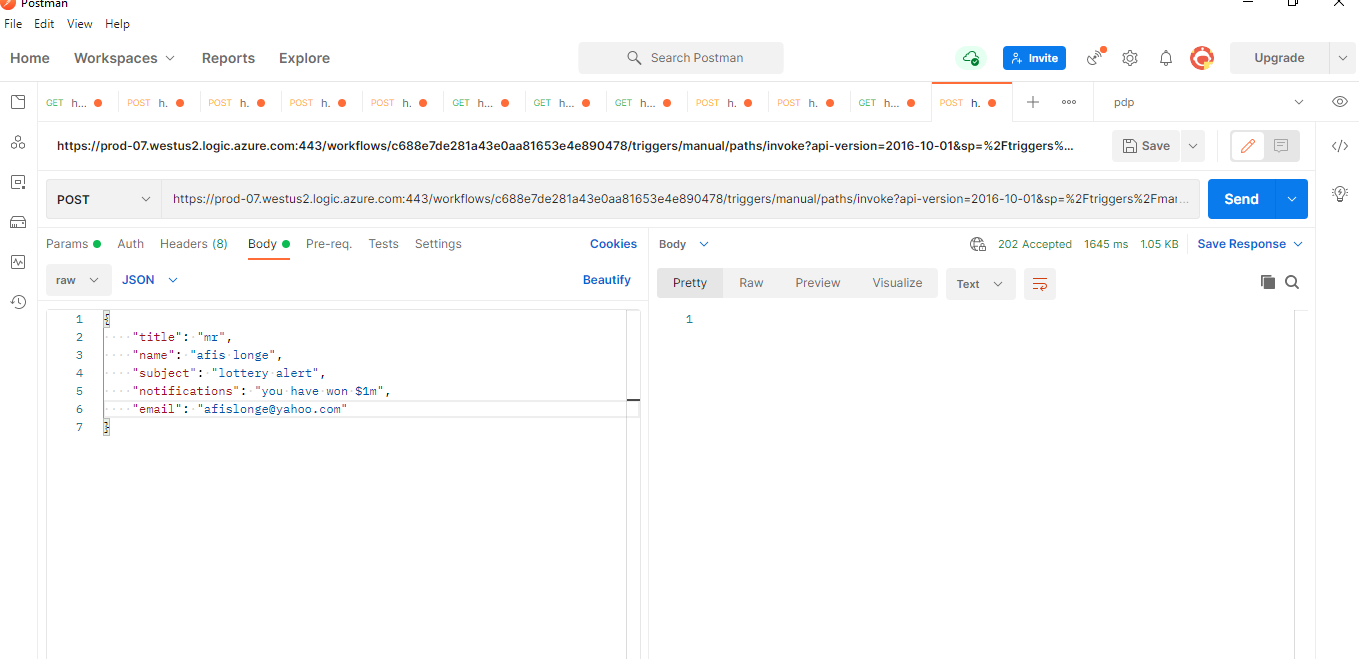 Postman
File Edit View Help
Home Workspaces Reports Explore Search Postman Invite Upgrade
GET h... POST h. POST h. POST h. POST h. GET h... GET h... GET h... POST h. POST h. GET h... POST h. pdp
https://prod-07.westus2.logic.azure.com:443/workflows/c688e7de281a43e0aa81653e4e890478/triggers/manual/paths/invoke?api-version=2016-10-01&sp=%2Ftriggers%... Save
POST https://prod-07.westus2.logic.azure.com:443/workflows/c688e7de281a43e0aa81653e4e890478/triggers/manual/paths/invoke?api-version=2016-10-01&sp=%2Ftriggers%2Fmar... Send
Params Auth Headers (8) Body Pre-req. Tests Settings Cookies Body 202 Accepted 1645 ms 1.05 KB Save Response
raw JSON Beautify Pretty Raw Preview Visualize Text
1 {
2 "title": "mr",
3 "name": "afis longe",
4 "subject": "lottery alert",
5 "notifications": "you have won $1m",
6 "email": "afislonge@yahoo.com"
7 }
1